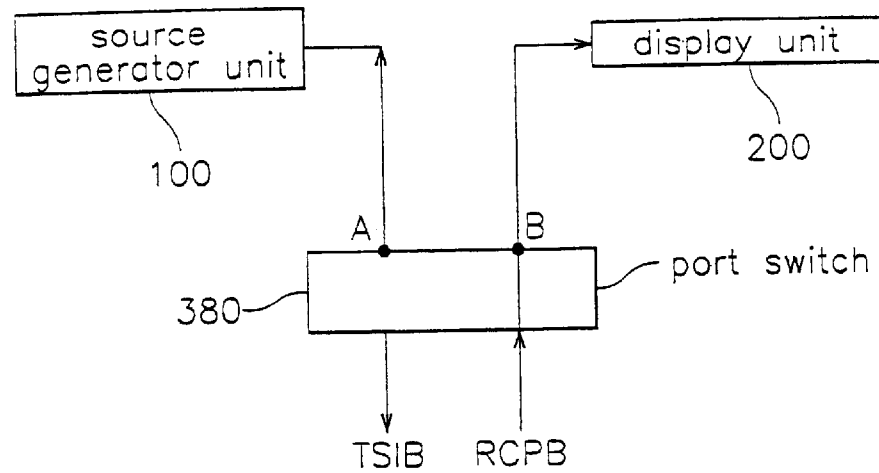 source
generator unit
display unit
100
200
A
B
380
port switch
TSIB
RCPB